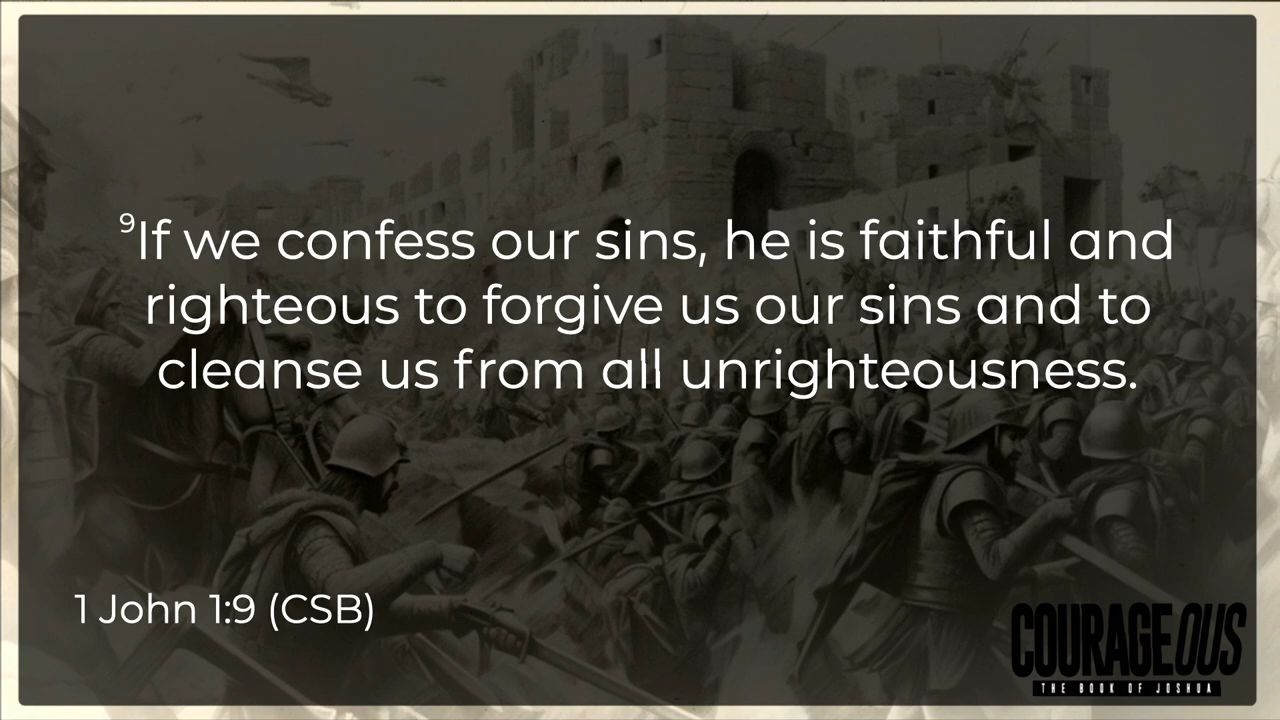 ⁹If we confess our sins, he is faithful and
righteous to forgive us our sins and to
cleanse us from all unrighteousness.
1 John 1:9 (CSB)
COURAGEOUS
THE BOOK OF JOSHUA